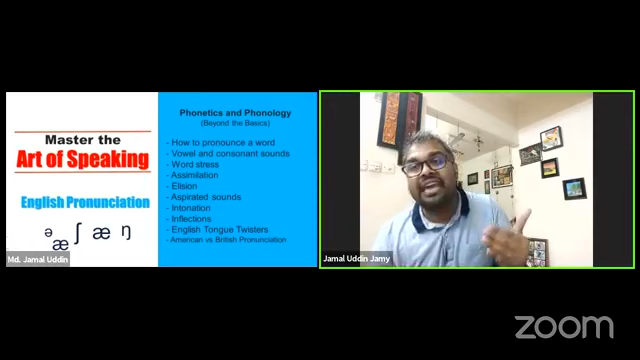 Master the
Art of Speaking
English Pronunciation
ə æ ʃ æ ŋ
Md. Jamal Uddin
Phonetics and Phonology
(Beyond the Basics)
- How to pronounce a word
- Vowel and consonant sounds
- Word stress
- Assimilation
- Elision
- Aspirated sounds
- Intonation
- Inflections
- English Tongue Twisters
- American vs British Pronunciation
Jamal Uddin Jamy
zoom